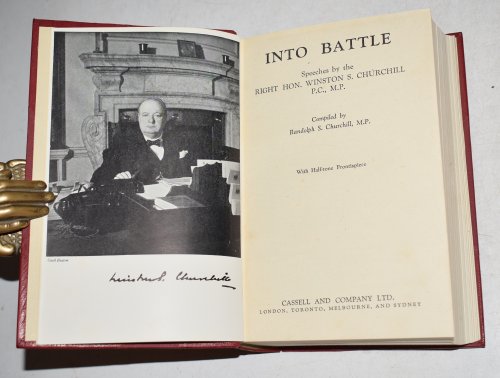 Winston S. Churchill
INTO BATTLE
Speeches by the
RIGHT HON. WINSTON S. CHURCHILL
P.C., M.P.
Compiled by
Randolph S. Churchill, M.P.
With Halftone Frontispiece
CASSELL AND COMPANY LTD.
LONDON, TORONTO, MELBOURNE, AND SYDNEY